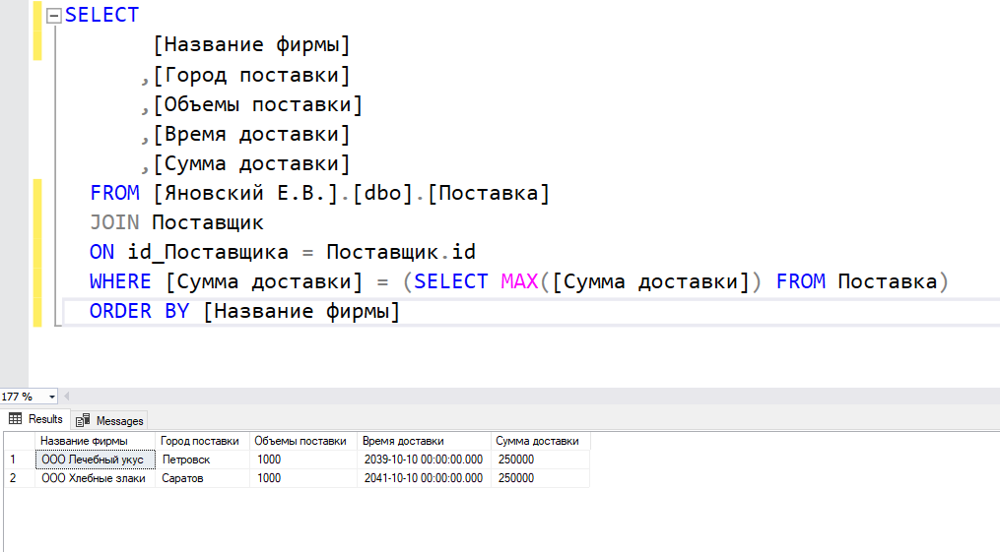 SELECT
[Название фирмы]
,[Город поставки]
,[Объемы поставки]
,[Время доставки]
,[Сумма доставки]
FROM [Яновский Е.В.].[dbo].[Поставка]
JOIN Поставщик
ON id_Поставщика = Поставщик.id
WHERE [Сумма доставки] = (SELECT MAX([Сумма доставки]) FROM Поставка)
ORDER BY [Название фирмы]
177 %
Results Messages
Название фирмы Город поставки Объемы поставки Время доставки Сумма доставки
1 ООО Лечебный укус Петровск 1000 2039-10-10 00:00:00.000 250000
2 ООО Хлебные злаки Саратов 1000 2041-10-10 00:00:00.000 250000